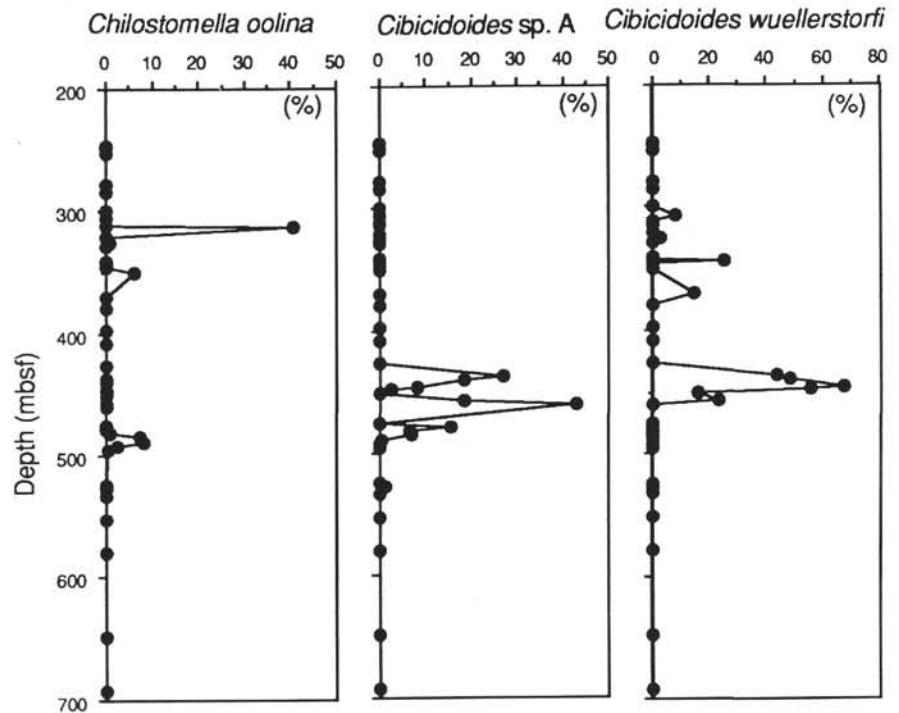 Chilostomella oolina
Cibicidoides sp. A
Cibicidoides wuellerstorfi
0 10 20 30 40 50
0 10 20 30 40 50
0 20 40 60 80
(%)
(%)
(%)
200
300
400
500
600
700
Depth (mbsf)